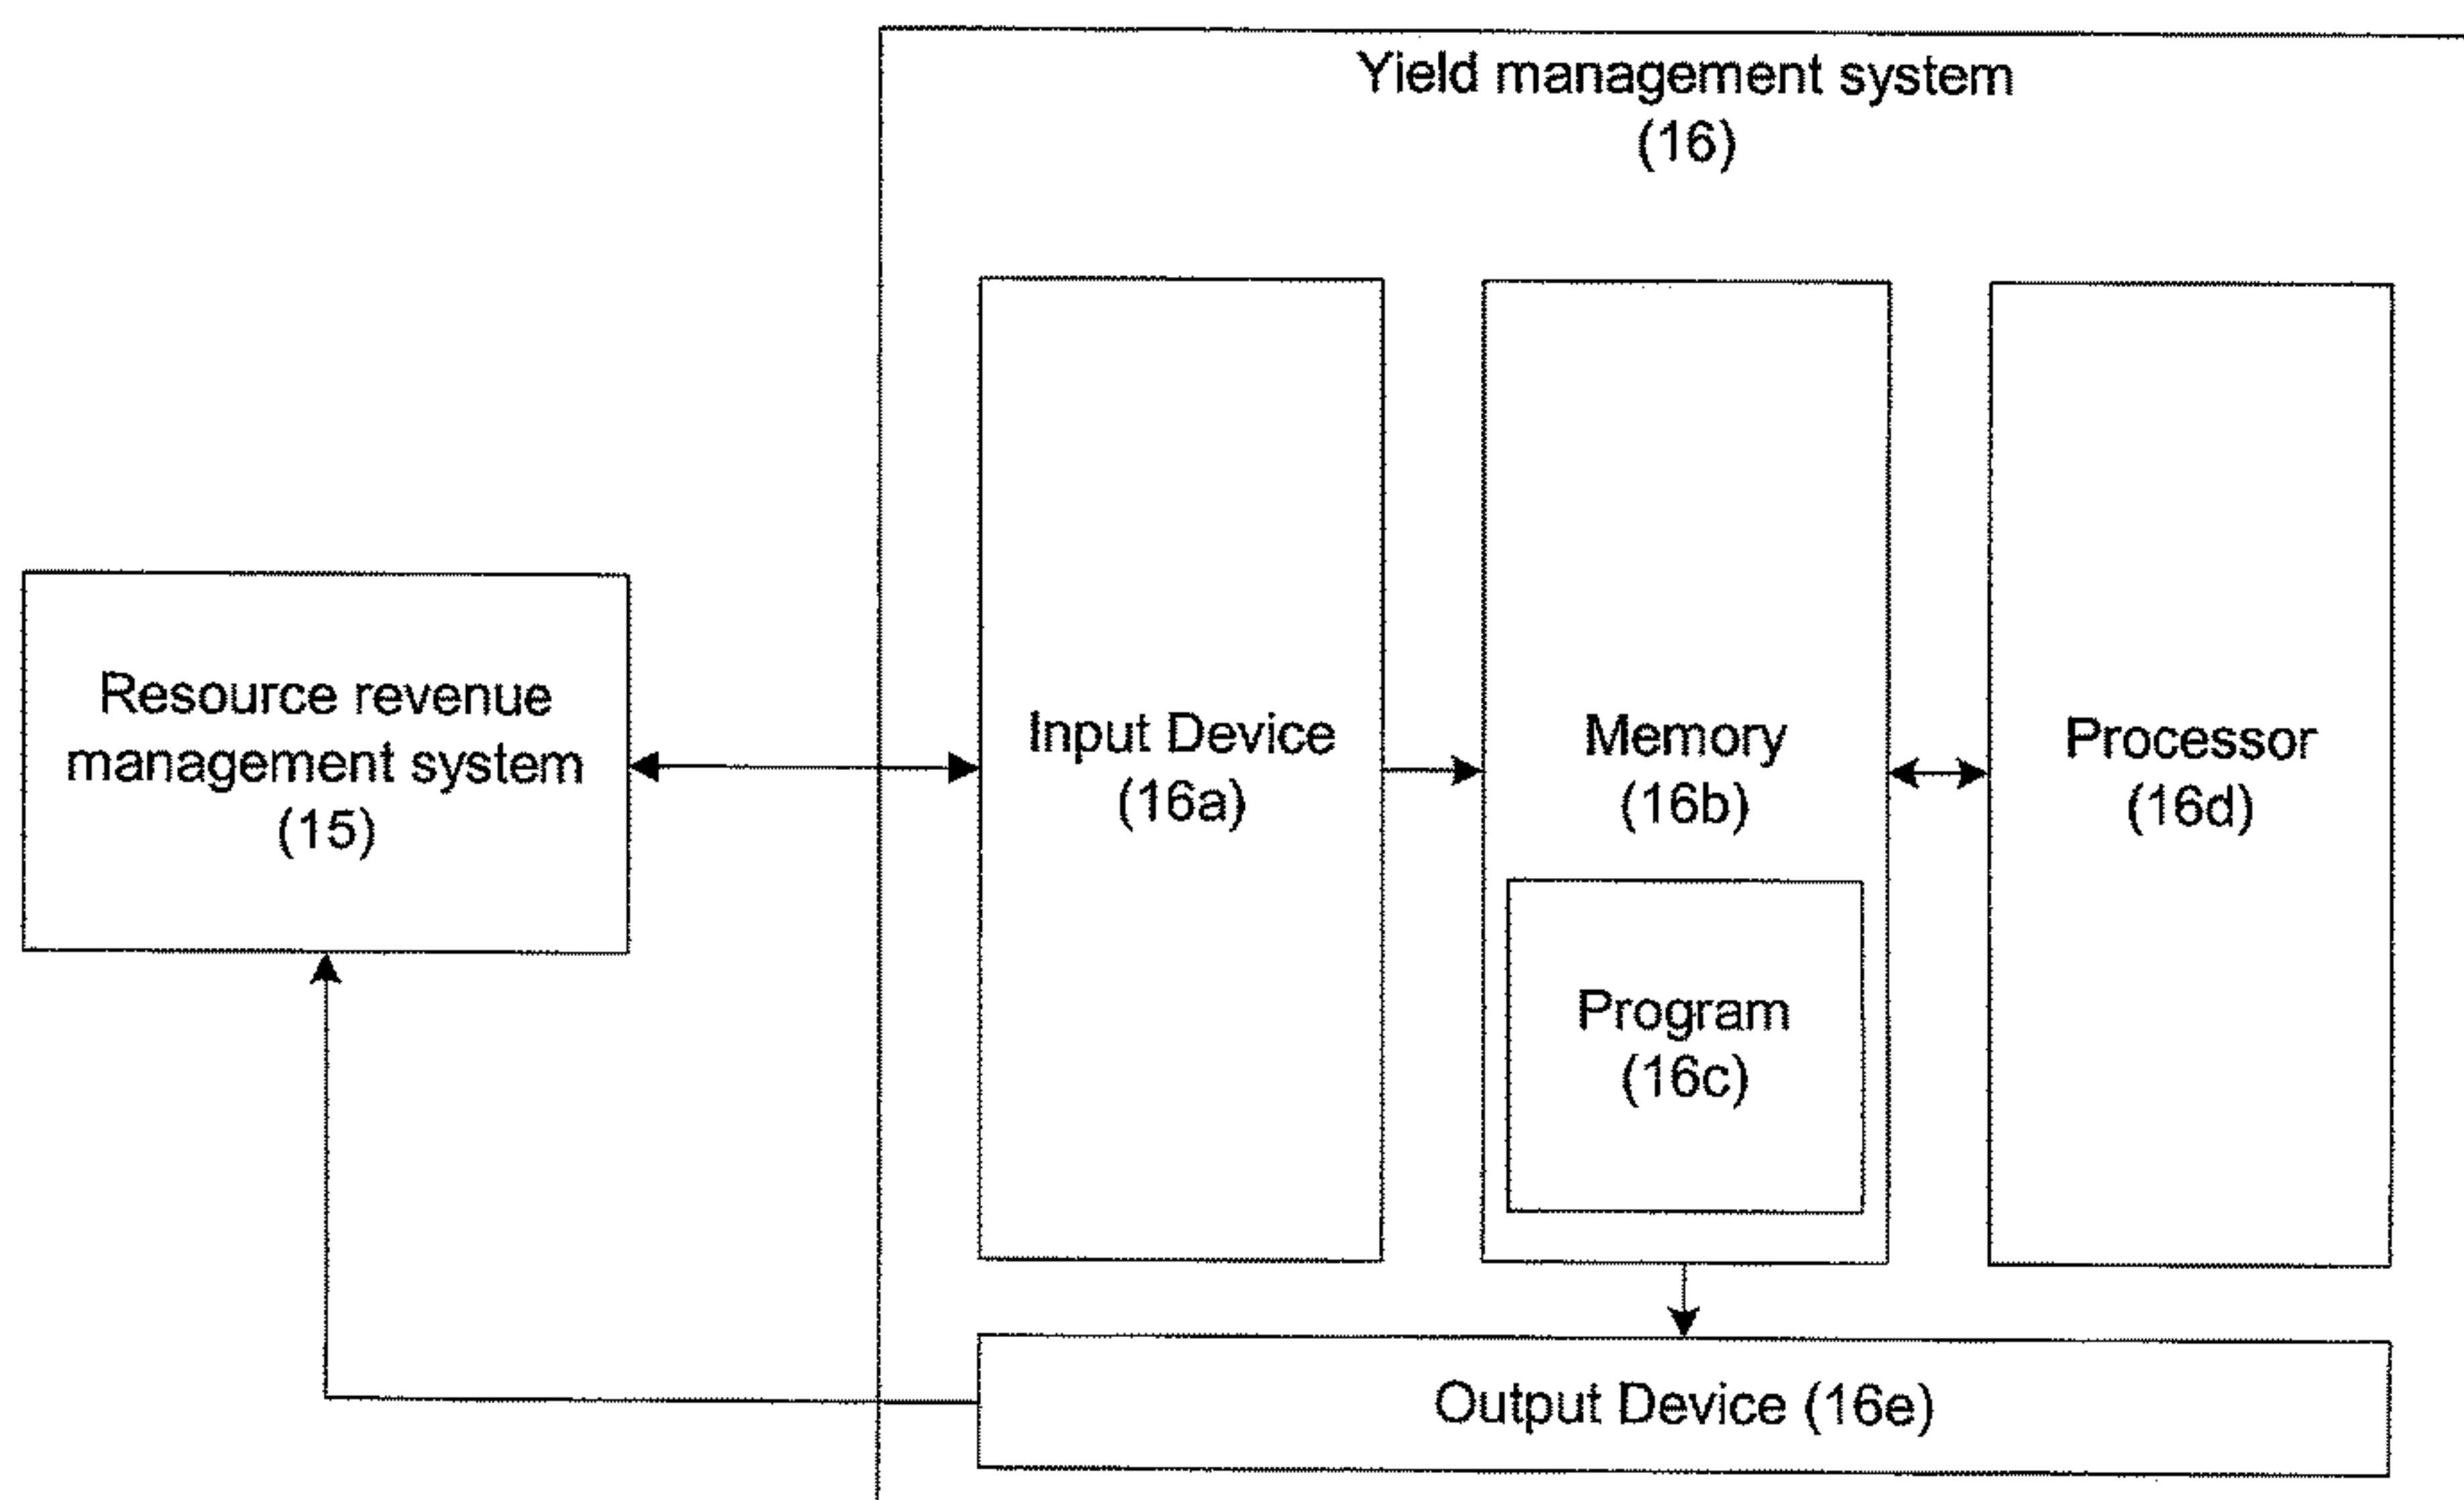 Yield management system
(16)
Resource revenue
management system
(15)
Input Device
(16a)
Memory
(16b)
Processor
(16d)
Program
(16c)
Output Device (16e)